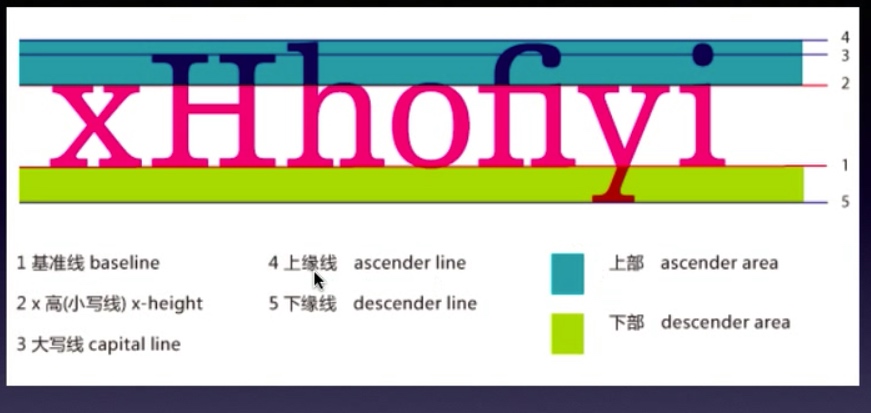 xHhofiyi
4
3
2
1
5
1 基准线 baseline
2 x 高(小写线) x-height
3 大写线 capital line
4 上缘线 ascender line
5 下缘线 descender line
上部 ascender area
下部 descender area